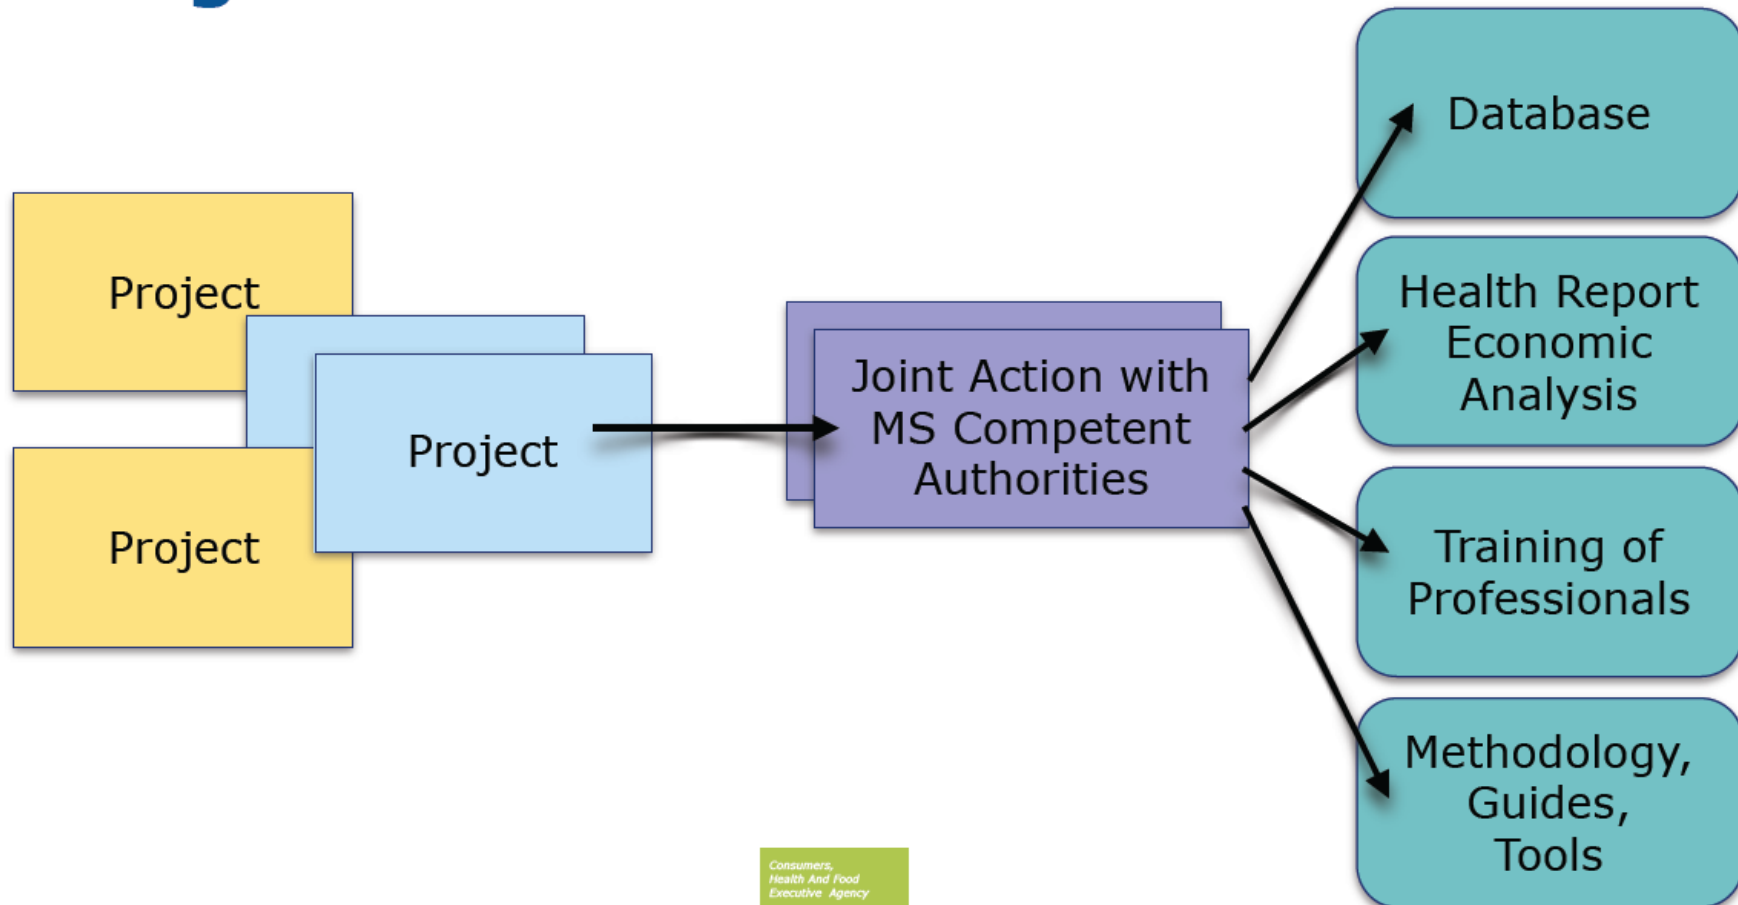 Project
Project
Project
Joint Action with
MS Competent
Authorities
Database
Health Report
Economic
Analysis
Training of
Professionals
Methodology,
Guides,
Tools
Consumers,
Health And Food
Executive Agency